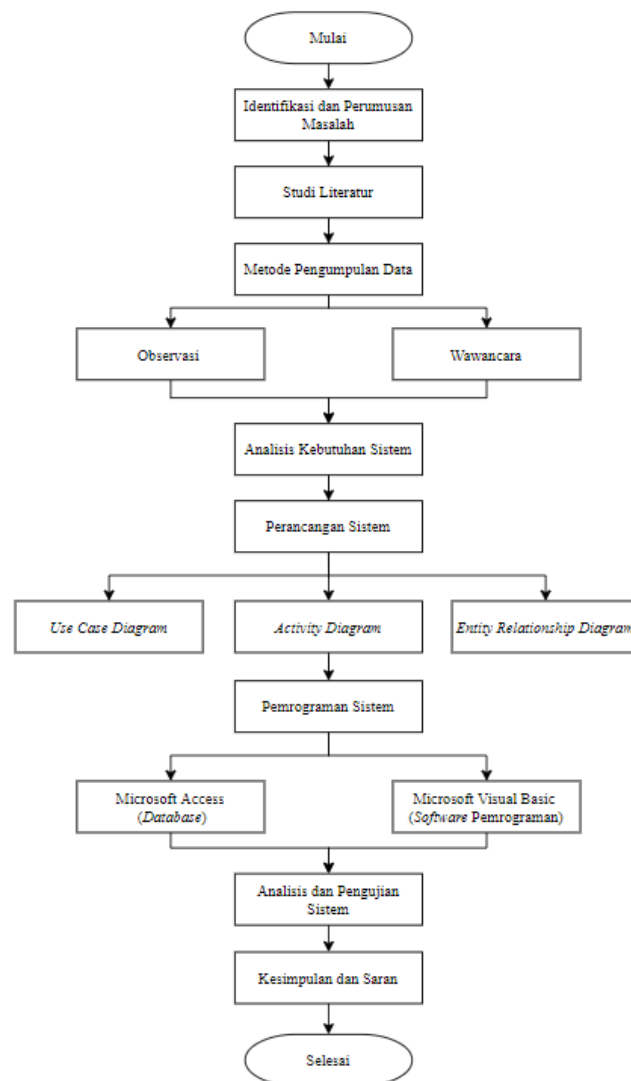 Mulai
Identifikasi dan Perumusan
Masalah
Studi Literatur
Metode Pengumpulan Data
Observasi
Wawancara
Analisis Kebutuhan Sistem
Perancangan Sistem
Use Case Diagram
Activity Diagram
Entity Relationship Diagram
Pemrograman Sistem
Microsoft Access
(Database)
Microsoft Visual Basic
(Software Pemrograman)
Analisis dan Pengujian
Sistem
Kesimpulan dan Saran
Selesai